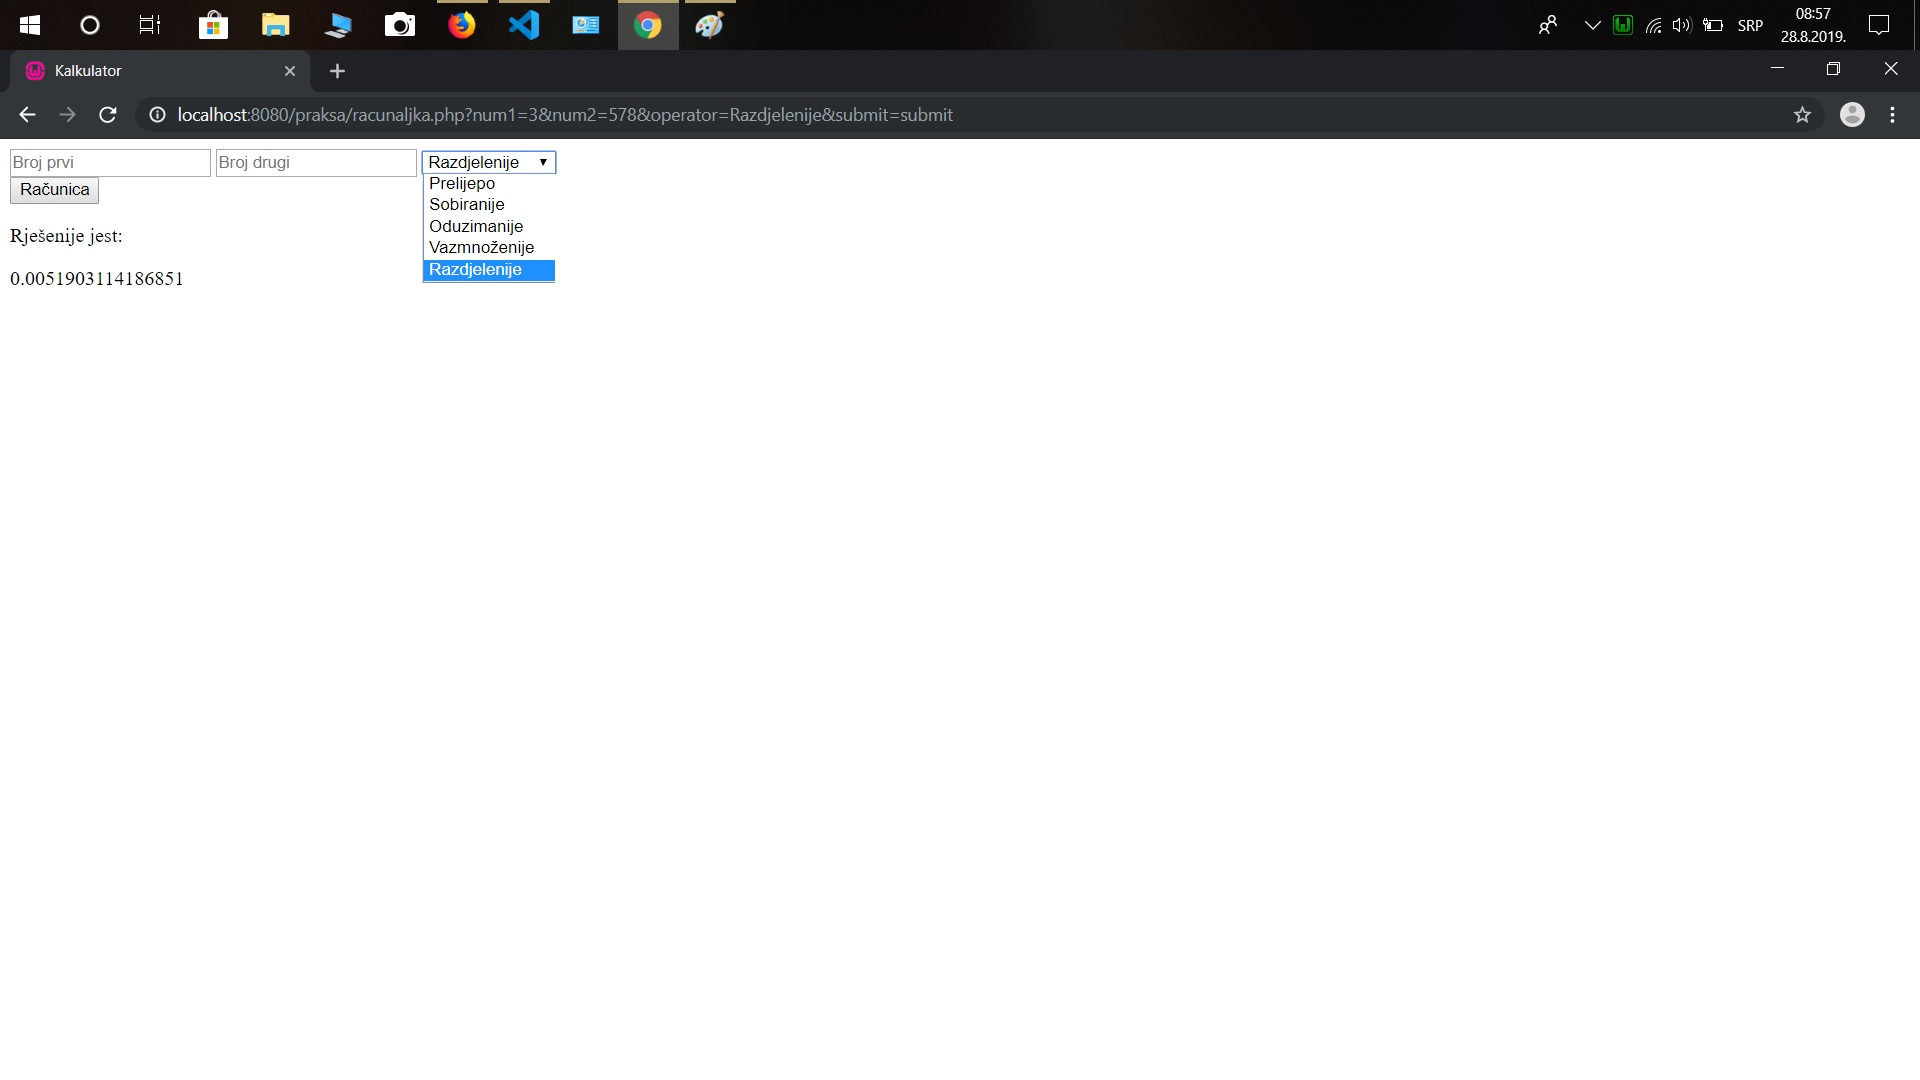 SRP
08:57
28.8.2019.
Kalkulator
localhost:8080/praksa/racunaljka.php?num1=3&num2=578&operator=Razdjelenije&submit=submit
Broj prvi Broj drugi Razdjelenije
Prelijepo
Sobiranije
Oduzimanije
Vazmnoženije
Razdjelenije
Računica
Rješenije jest:
0.0051903114186851